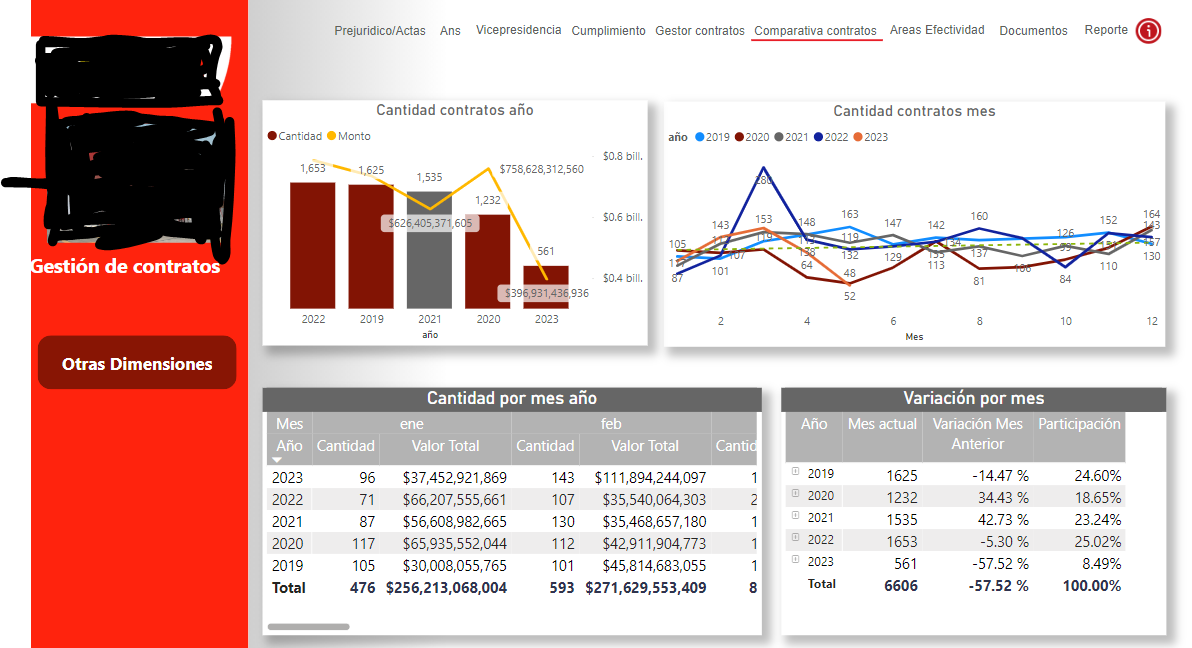 Prejuridico/Actas Ans Vicepresidencia Cumplimiento Gestor contratos Comparativa contratos Areas Efectividad Documentos Reporte
Gestión de contratos
Otras Dimensiones
Cantidad contratos año
Cantidad Monto
1,653 1,625 1,535 1,232 561
$758,628,312,560
$626,405,371,605
$396,931,436,936
$0.8 bill.
$0.6 bill.
$0.4 bill.
2022 2019 2021 2020 2023
año
Cantidad contratos mes
año 2019 2020 2021 2022 2023
280
105 143 153 148 163 147 142 160 126 152 164
119 119 134
107 132 137
87 101 64 48 129 113 81 84 110 130
52
2 4 6 8 10 12
Mes
Cantidad por mes año
Mes ene feb
Año Cantidad Valor Total Cantidad Valor Total Cantid
2023 96 $37,452,921,869 143 $111,894,244,097 1
2022 71 $66,207,555,661 107 $35,540,064,303 2
2021 87 $56,608,982,665 130 $35,468,657,180 1
2020 117 $65,935,552,044 112 $42,911,904,773 1
2019 105 $30,008,055,765 101 $45,814,683,055 1
Total 476 $256,213,068,004 593 $271,629,553,409 8
Variación por mes
Año Mes actual Variación Mes Participación
Anterior
2019 1625 -14.47 % 24.60%
2020 1232 34.43 % 18.65%
2021 1535 42.73 % 23.24%
2022 1653 -5.30 % 25.02%
2023 561 -57.52 % 8.49%
Total 6606 -57.52 % 100.00%